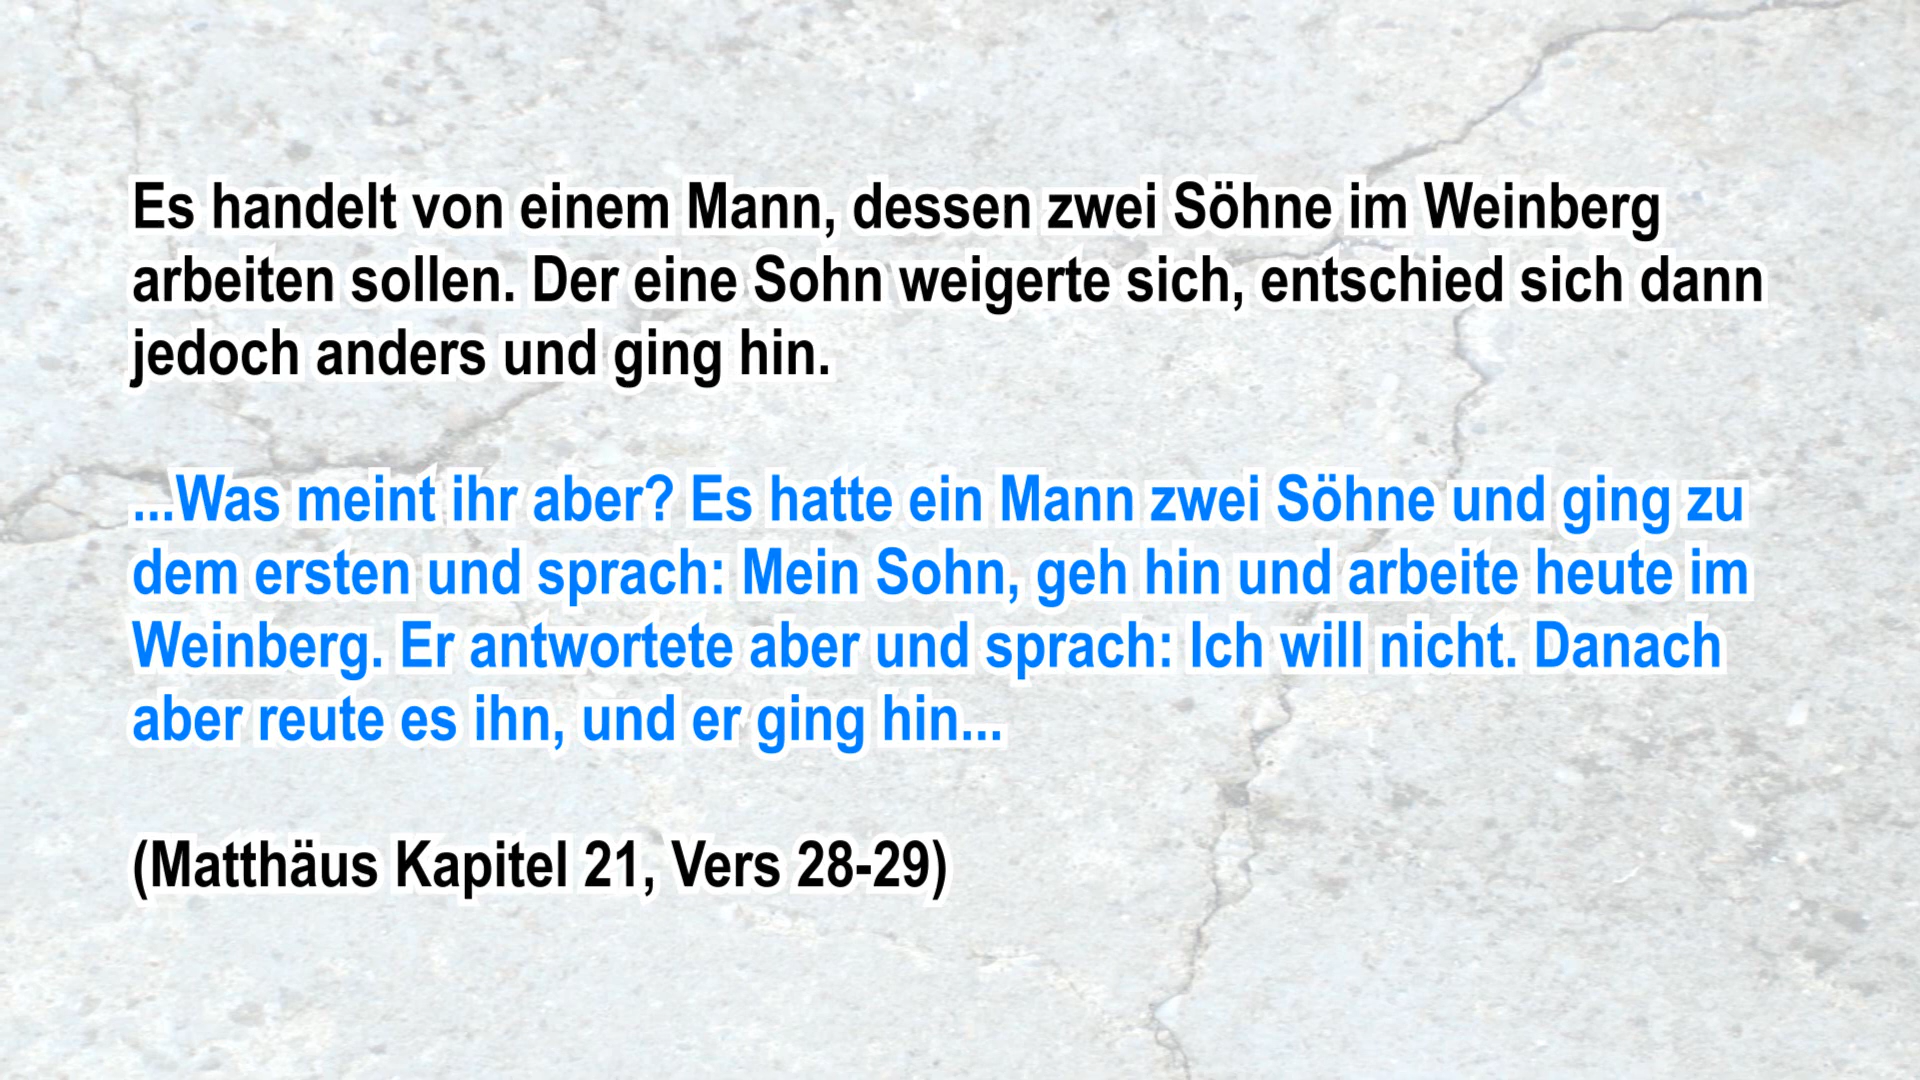 Es handelt von einem Mann, dessen zwei Söhne im Weinberg
arbeiten sollen. Der eine Sohn weigerte sich, entschied sich dann
jedoch anders und ging hin.
...Was meint ihr aber? Es hatte ein Mann zwei Söhne und ging zu
dem ersten und sprach: Mein Sohn, geh hin und arbeite heute im
Weinberg. Er antwortete aber und sprach: Ich will nicht. Danach
aber reute es ihn, und er ging hin...
(Matthäus Kapitel 21, Vers 28-29)